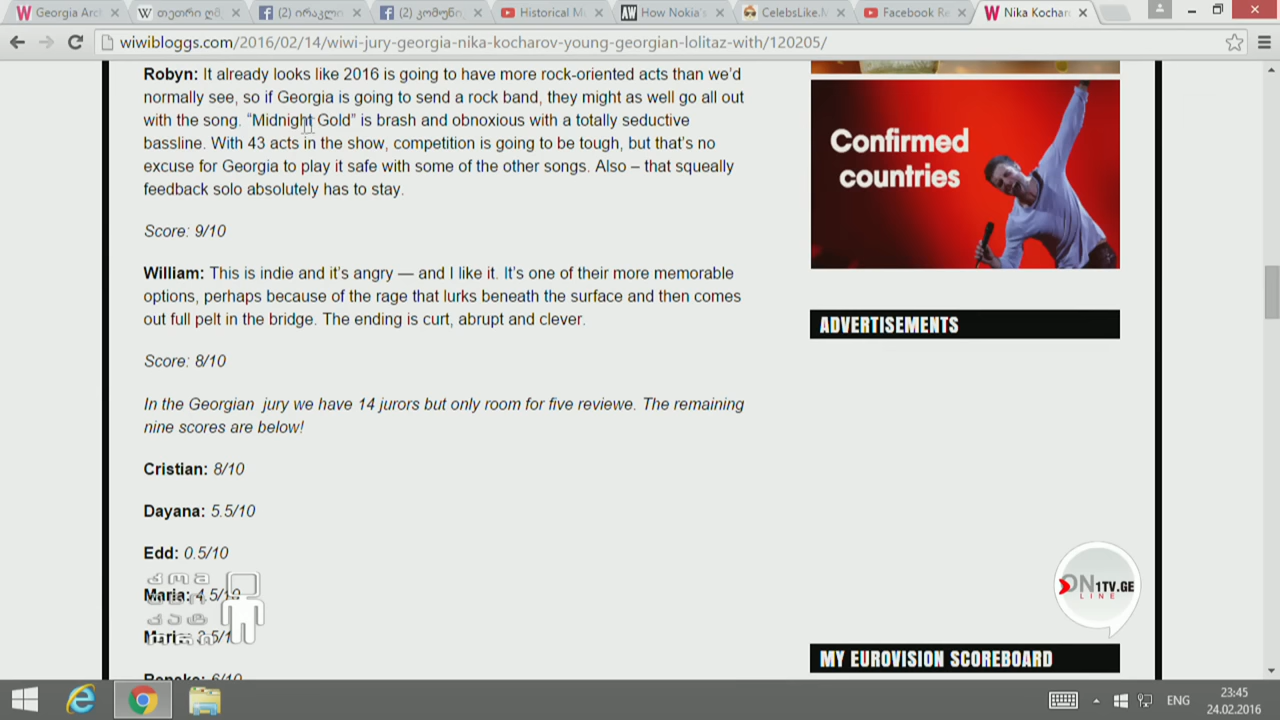 Georgia Arc
თეთრი ღმ
(2) ირაკლი
(2) კომუნი
Historical M
How Nokia's
CelebsLike.M
Facebook Re
Nika Kochar
wiwibloggs.com/2016/02/14/wiwi-jury-georgia-nika-kocharov-young-georgian-lolitaz-with/120205/
Robyn: It already looks like 2016 is going to have more rock-oriented acts than we'd
normally see, so if Georgia is going to send a rock band, they might as well go all out
with the song. “Midnight Gold” is brash and obnoxious with a totally seductive
bassline. With 43 acts in the show, competition is going to be tough, but that's no
excuse for Georgia to play it safe with some of the other songs. Also – that squeally
feedback solo absolutely has to stay.
Score: 9/10
William: This is indie and it's angry — and I like it. It's one of their more memorable
options, perhaps because of the rage that lurks beneath the surface and then comes
out full pelt in the bridge. The ending is curt, abrupt and clever.
Score: 8/10
In the Georgian jury we have 14 jurors but only room for five reviewe. The remaining
nine scores are below!
Cristian: 8/10
Dayana: 5.5/10
Edd: 0.5/10
Maria: 4.5/10
Confirmed
countries
ADVERTISEMENTS
ON1TV.GE
LINE
MY EUROVISION SCOREBOARD
ENG
23:45
24.02.2016